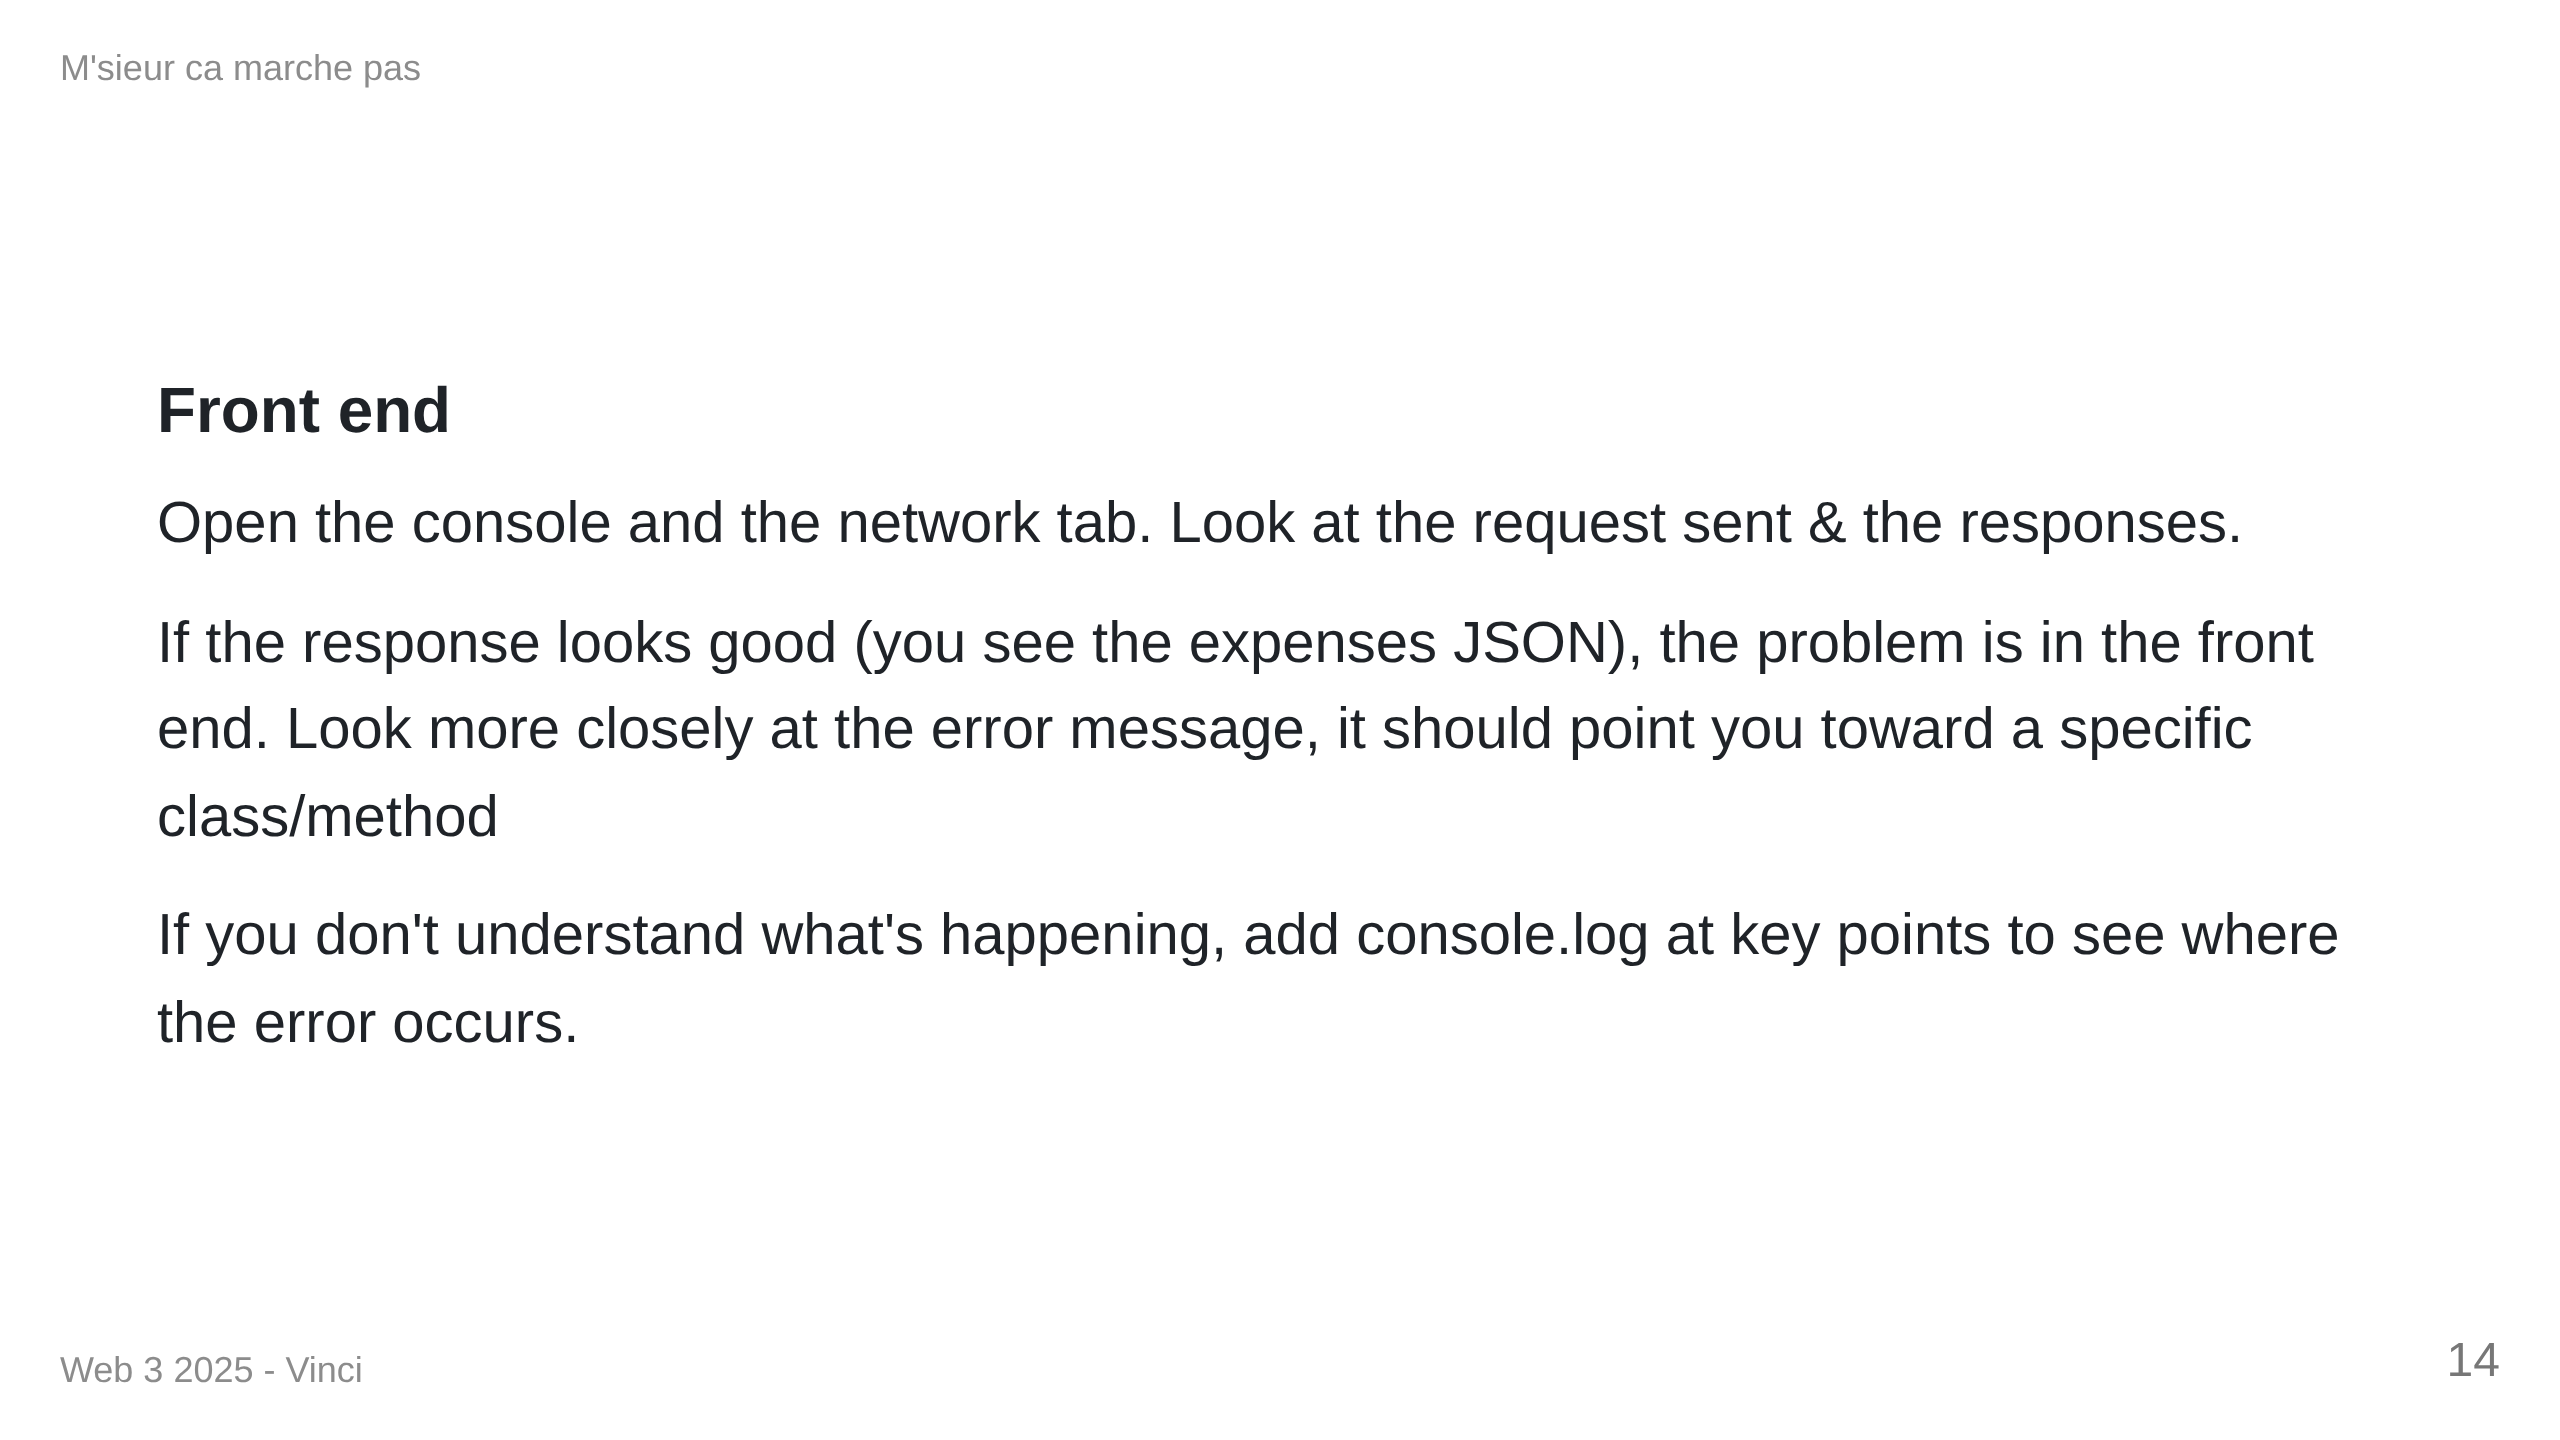 M'sieur ca marche pas
Front end
Open the console and the network tab. Look at the request sent & the responses.
If the response looks good (you see the expenses JSON), the problem is in the front
end. Look more closely at the error message, it should point you toward a specific
class/method
If you don't understand what's happening, add console.log at key points to see where
the error occurs.
Web 3 2025 - Vinci
14